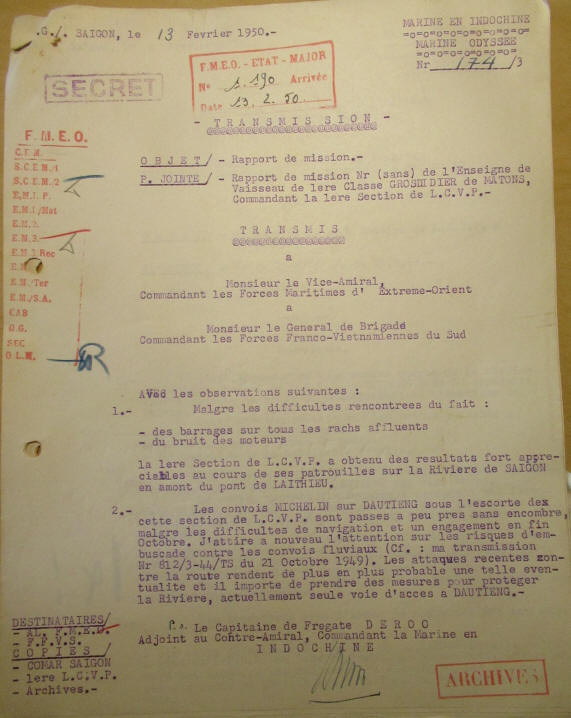 .G./. SAIGON, le 13 Fevrier 1950.-
MARINE EN INDOCHINE
=o=o=o=o=o=o=o=o=o=
MARINE ODYSSEE
=o=o=o=o=o=o=o=o=
Nr 174/3
SECRET
F.M.E.O. - ETAT - MAJOR
No 1.190 Arrivée
Date 13.2.50.
- TRANSMISSION -
F. M. E. O.
C.E.M.
S.C.E.M./1
S.C.E.M./2
E.M.1 P.
E.M.1/Mat
E.M.2.
E.M.3.
E.M.3 Rec
E.M.
E.M./Ter
E.M./S.A.
CAB
O.G.
SEC
O L.M.
OBJET/ - Rapport de mission.-
P. JOINTE/ - Rapport de mission Nr (sans) de l'Enseigne de
Vaisseau de 1ere Classe GROSDIDIER de MATONS,
Commandant la 1ere Section de L.C.V.P.-
TRANSMIS
a
Monsieur le Vice-Amiral,
Commandant les Forces Maritimes d' Extreme-Orient
a
Monsieur le General de Brigade
Commandant les Forces Franco-Vietnamiennes du Sud
AVec les observations suivantes :
1.- Malgre les difficultes rencontrees du fait :
- des barrages sur tous les rachs affluents
- du bruit des moteurs
la 1ere Section de L.C.V.P. a obtenu des resultats fort appre-
ciables au cours de ses patrouilles sur la Riviere de SAIGON
en amont du pont de LAITHIEU.
2.- Les convois MICHELIN sur DAUTIENG sous l'escorte dex
cette section de L.C.V.P. sont passes a peu pres sans encombre,
malgre les difficultes de navigation et un engagement en fin
Octobre. J'attire a nouveau l'attention sur les risques d'em-
buscade contre les convois fluviaux (Cf. : ma transmission
Nr 812/3-44/TS du 21 Octobre 1949). Les attaques recentes con-
tre la route rendent de plus en plus probable une telle even-
tualite et il importe de prendre des mesures pour proteger
la Riviere, actuellement seule voie d'acces a DAUTIENG.-
DESTINATAIRES/
- AL. F.M.E.O.
- F.F.V.S.
COPIES/
- COMAR SAIGON
- 1ere L.C.V.P.
- Archives.-
p.o. Le Capitaine de Fregate DEROO
Adjoint au Contre-Amiral, Commandant la Marine en
INDOCHINE
ARCHIVES